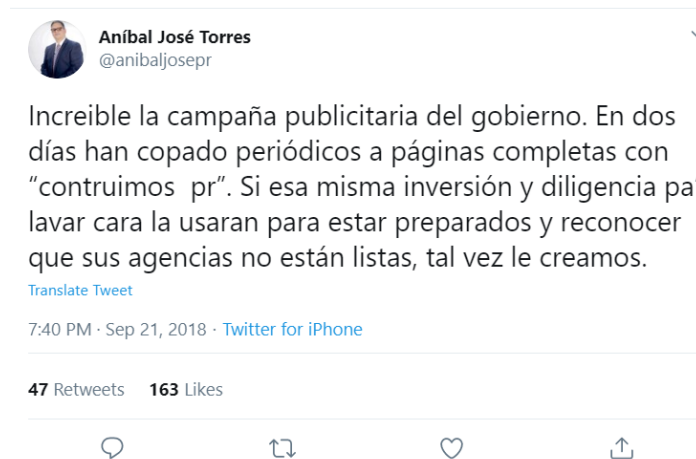 Aníbal José Torres
@anibaljosepr
Increible la campaña publicitaria del gobierno. En dos
días han copado periódicos a páginas completas con
“contruimos  pr”. Si esa misma inversión y diligencia
lavar cara la usaran para estar preparados y reconocer
que sus agencias no están listas, tal vez le creamos.
Translate Tweet
7:40 PM · Sep 21, 2018 · Twitter for iPhone
47 Retweets 163 Likes